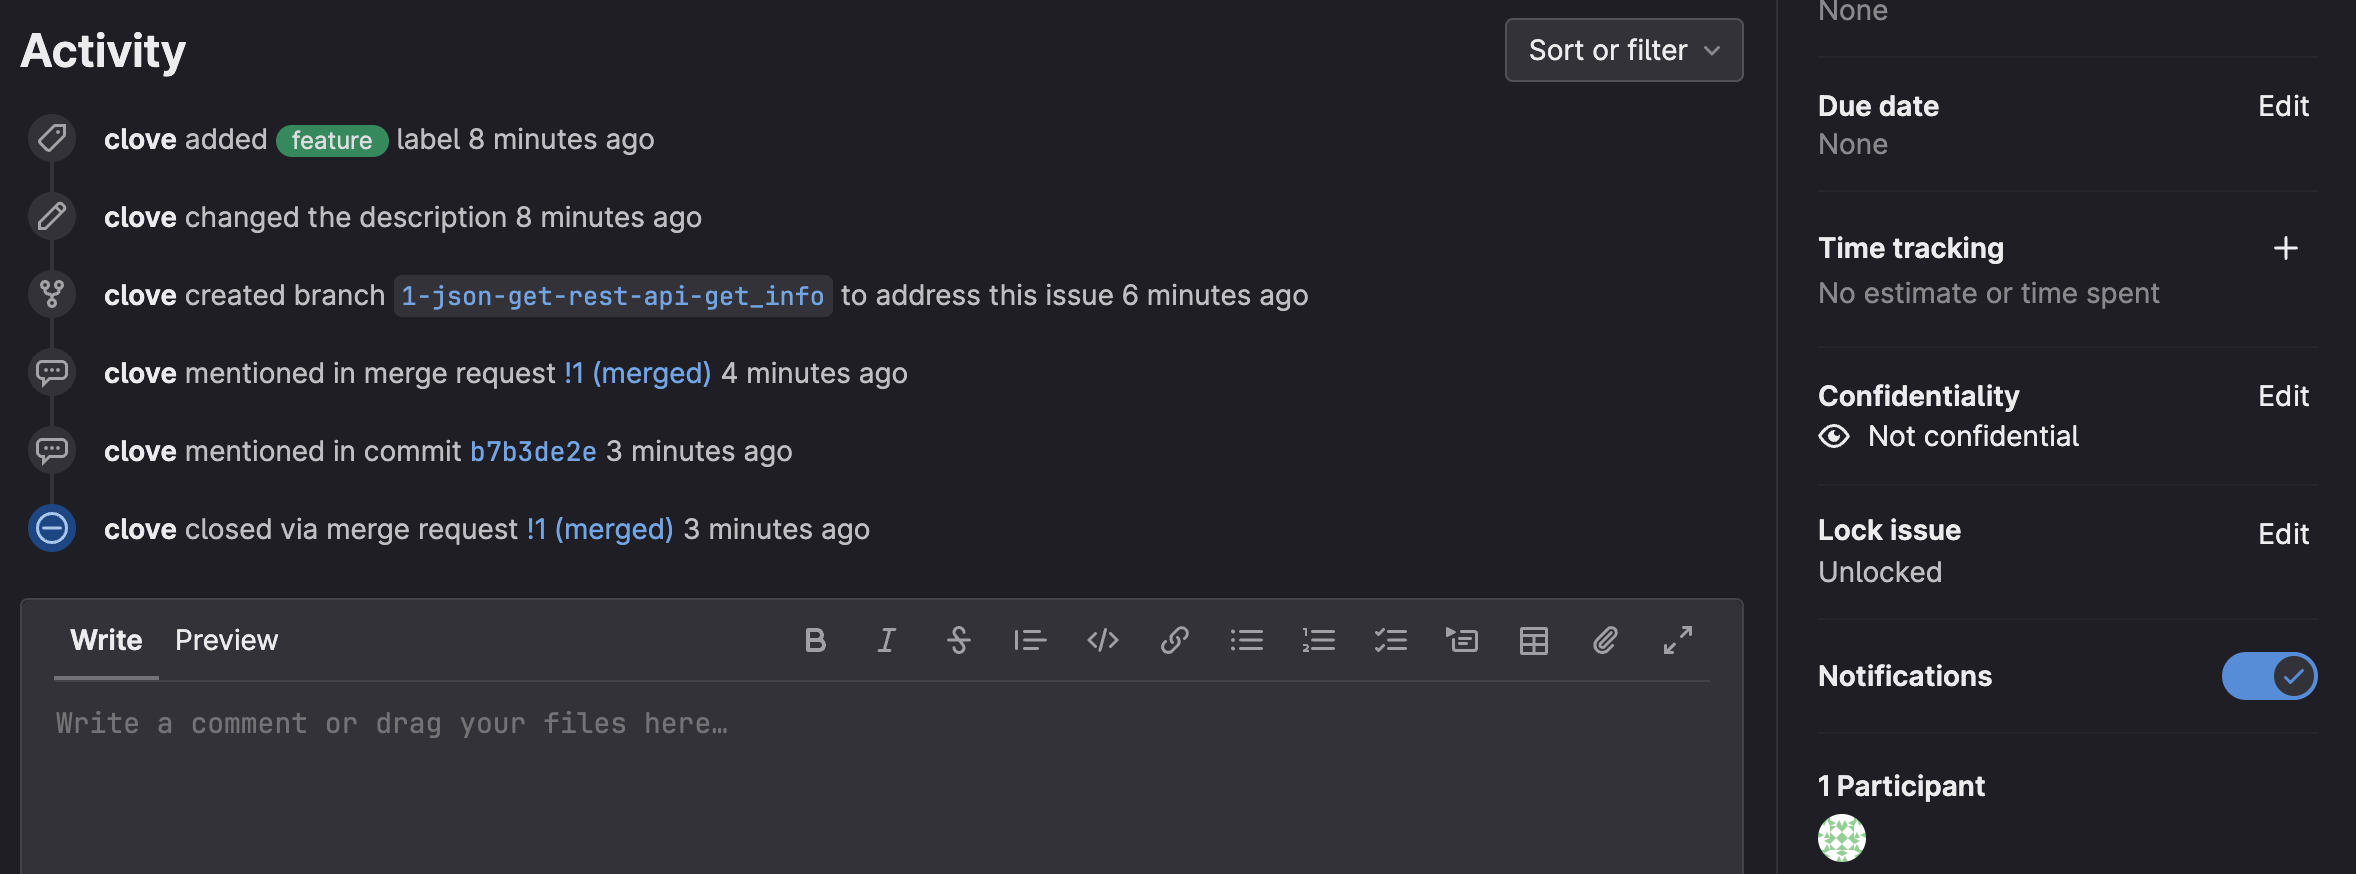 Activity
Sort or filter
clove added feature label 8 minutes ago
clove changed the description 8 minutes ago
clove created branch 1-json-get-rest-api-get_info to address this issue 6 minutes ago
clove mentioned in merge request !1 (merged) 4 minutes ago
clove mentioned in commit b7b3de2e 3 minutes ago
clove closed via merge request !1 (merged) 3 minutes ago
Write Preview
Write a comment or drag your files here…
None
Due date Edit
None
Time tracking
No estimate or time spent
Confidentiality Edit
Not confidential
Lock issue Edit
Unlocked
Notifications
1 Participant